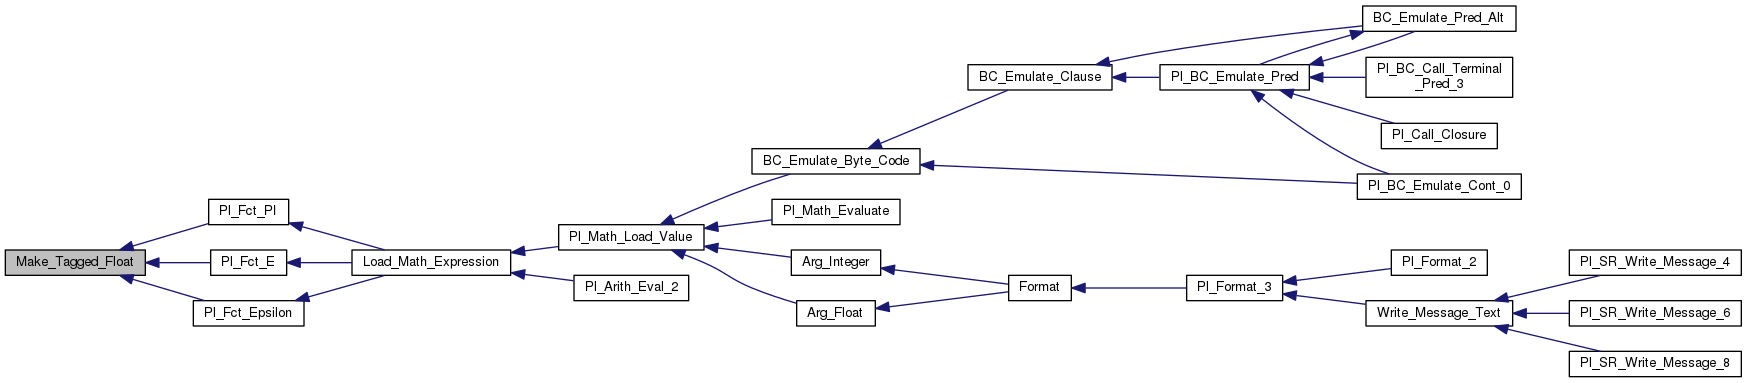 BC_Emulate_Pred_Alt
BC_Emulate_Clause
Pl_BC_Emulate_Pred
Pl_BC_Call_Terminal
_Pred_3
Pl_Call_Closure
BC_Emulate_Byte_Code
Pl_BC_Emulate_Cont_0
Pl_Fct_PI
Pl_Math_Evaluate
Pl_Math_Load_Value
Make_Tagged_Float
Pl_Fct_E
Load_Math_Expression
Arg_Integer
Pl_Format_2
Pl_SR_Write_Message_4
Pl_Arith_Eval_2
Format
Pl_Format_3
Pl_Fct_Epsilon
Arg_Float
Write_Message_Text
Pl_SR_Write_Message_6
Pl_SR_Write_Message_8